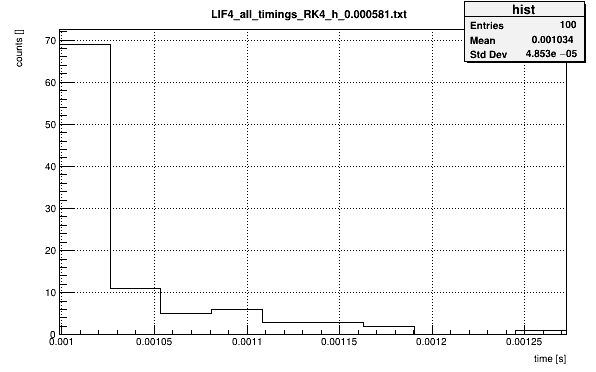 LIF4_all_timings_RK4_h_0.000581.txt
hist
Entries 100
Mean 0.001034
Std Dev 4.853e −05
counts []
70
60
50
40
30
20
10
0
0.001 0.00105 0.0011 0.00115 0.0012 0.00125
time [s]